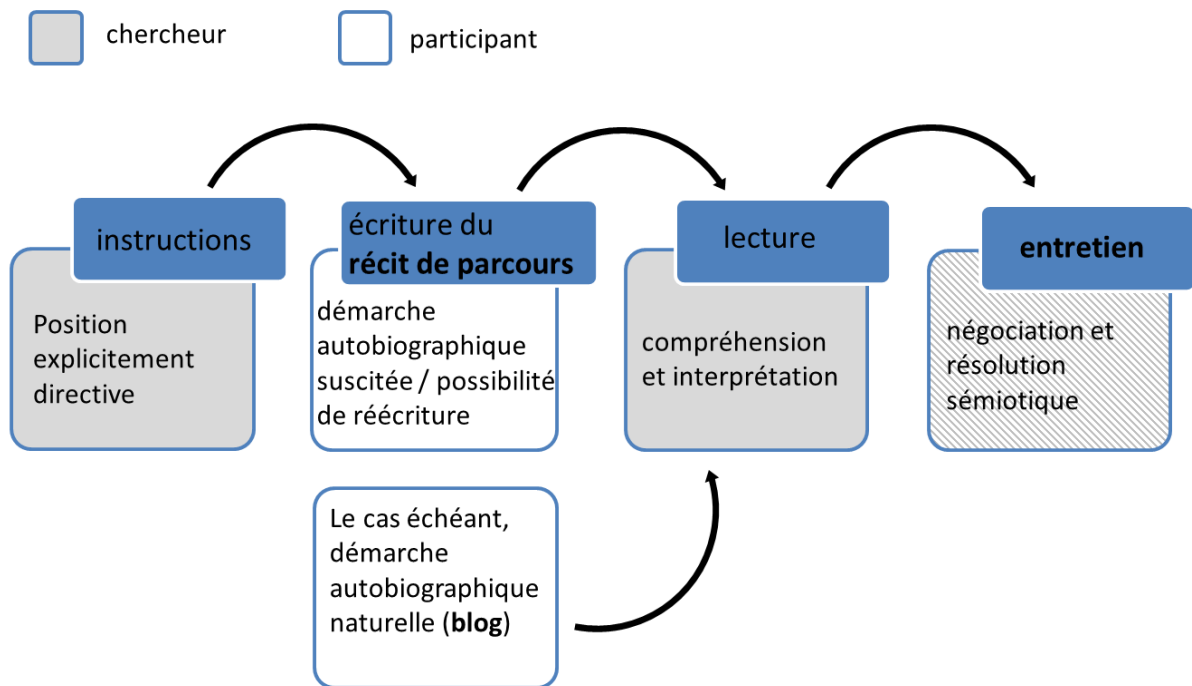 chercheur
participant
instructions
Position
explicitement
directive
écriture du
récit de parcours
démarche
autobiographique
suscitée / possibilité
de réécriture
lecture
compréhension
et interprétation
entretien
négociation et
résolution
sémiotique
Le cas échéant,
démarche
autobiographique
naturelle (blog)